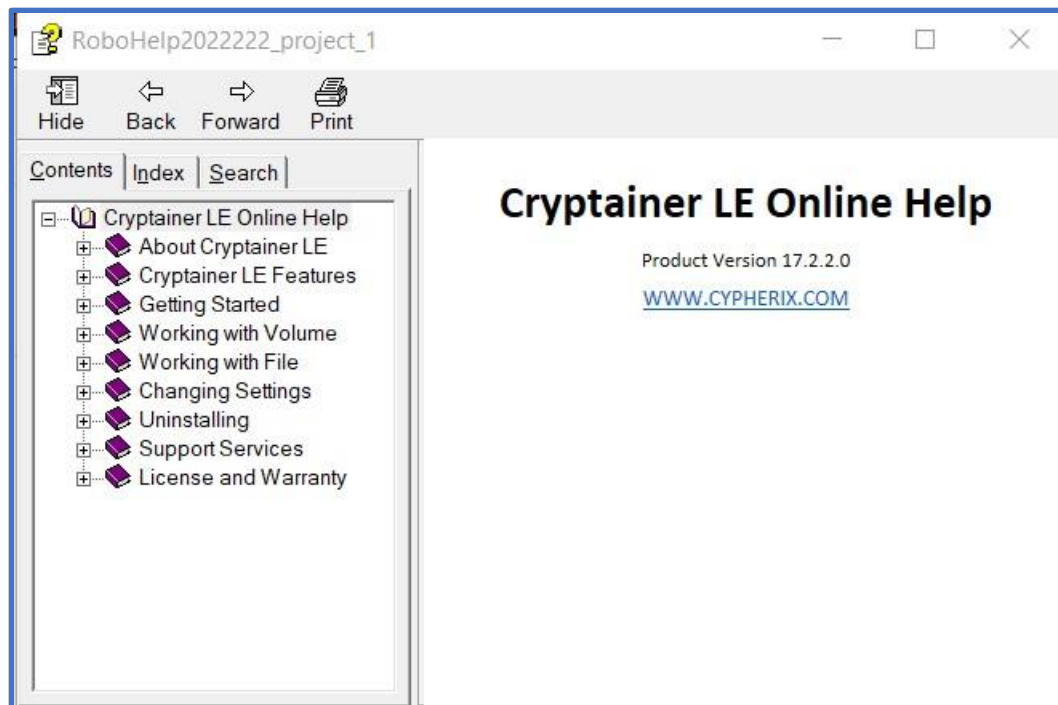 RoboHelp2022222_project_1
Hide Back Forward Print
Contents Index Search
Cryptainer LE Online Help
About Cryptainer LE
Cryptainer LE Features
Getting Started
Working with Volume
Working with File
Changing Settings
Uninstalling
Support Services
License and Warranty
Cryptainer LE Online Help
Product Version 17.2.2.0
WWW.CYPHERIX.COM